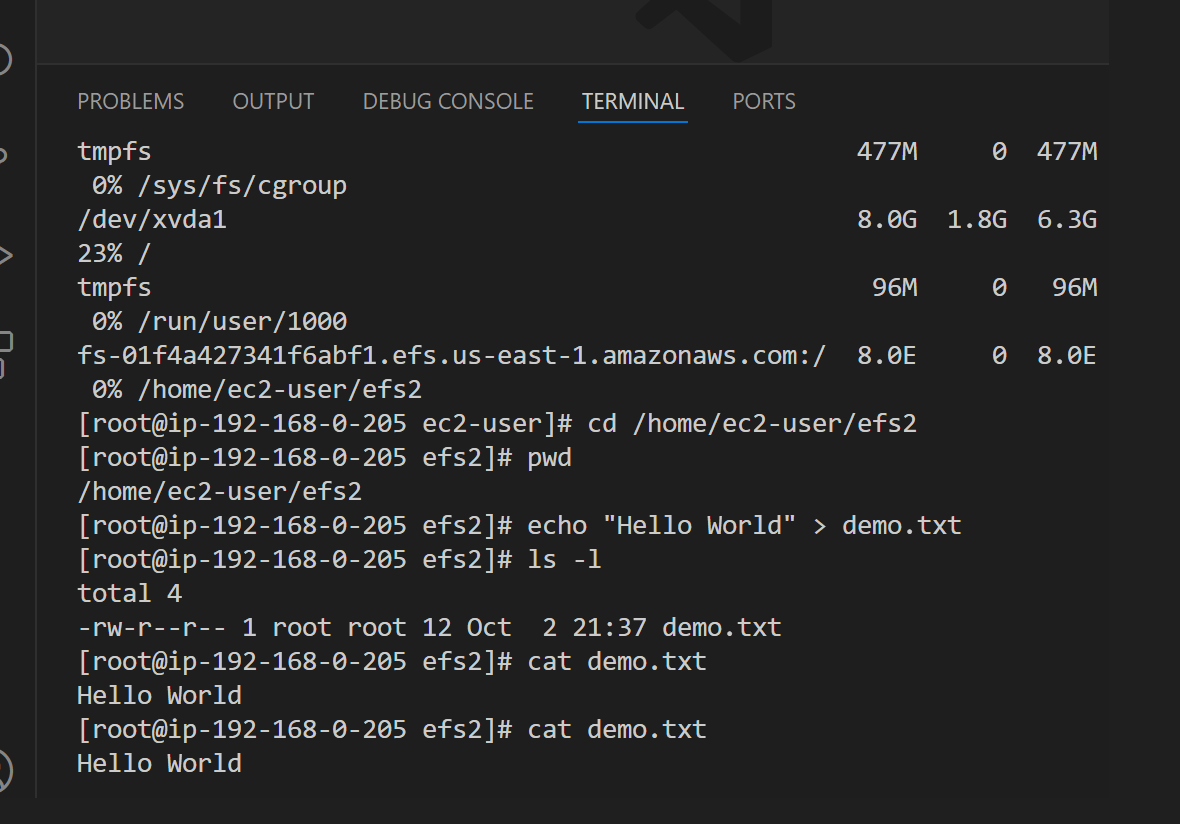 PROBLEMS OUTPUT DEBUG CONSOLE TERMINAL PORTS
tmpfs 477M 0 477M
0% /sys/fs/cgroup
/dev/xvda1 8.0G 1.8G 6.3G
23% /
tmpfs 96M 0 96M
0% /run/user/1000
fs-01f4a427341f6abf1.efs.us-east-1.amazonaws.com:/ 8.0E 0 8.0E
0% /home/ec2-user/efs2
[root@ip-192-168-0-205 ec2-user]# cd /home/ec2-user/efs2
[root@ip-192-168-0-205 efs2]# pwd
/home/ec2-user/efs2
[root@ip-192-168-0-205 efs2]# echo "Hello World" > demo.txt
[root@ip-192-168-0-205 efs2]# ls -l
total 4
-rw-r--r-- 1 root root 12 Oct  2 21:37 demo.txt
[root@ip-192-168-0-205 efs2]# cat demo.txt
Hello World
[root@ip-192-168-0-205 efs2]# cat demo.txt
Hello World